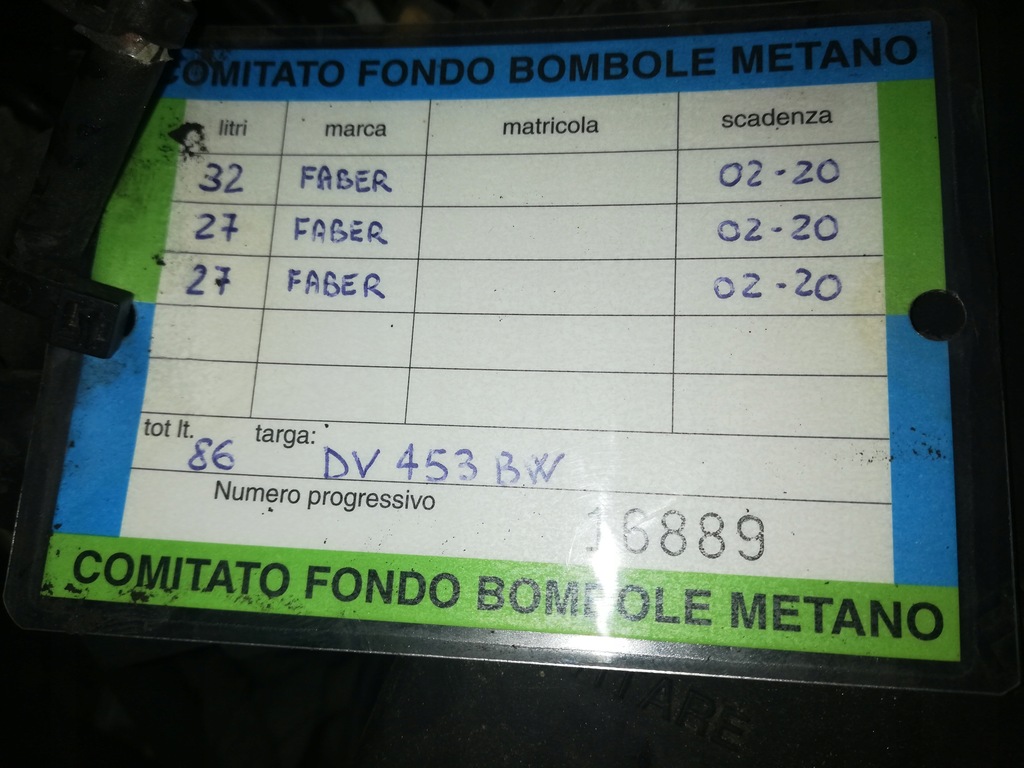 COMITATO FONDO BOMBOLE METANO
litri marca matricola scadenza
32 FABER 02-20
27 FABER 02-20
27 FABER 02-20
tot lt. 86 targa: DV 453 BW
Numero progressivo 16889
COMITATO FONDO BOMBOLE METANO